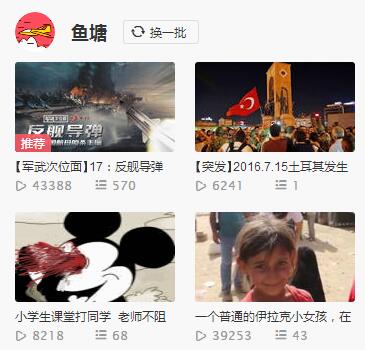 鱼塘
换一批
反舰导弹
推荐
【军武次位面】17：反舰导弹
43388 570
【突发】2016.7.15土耳其发生
6241 1
小学生课堂打同学 老师不阻
8218 68
一个普通的伊拉克小女孩，在
39253 43